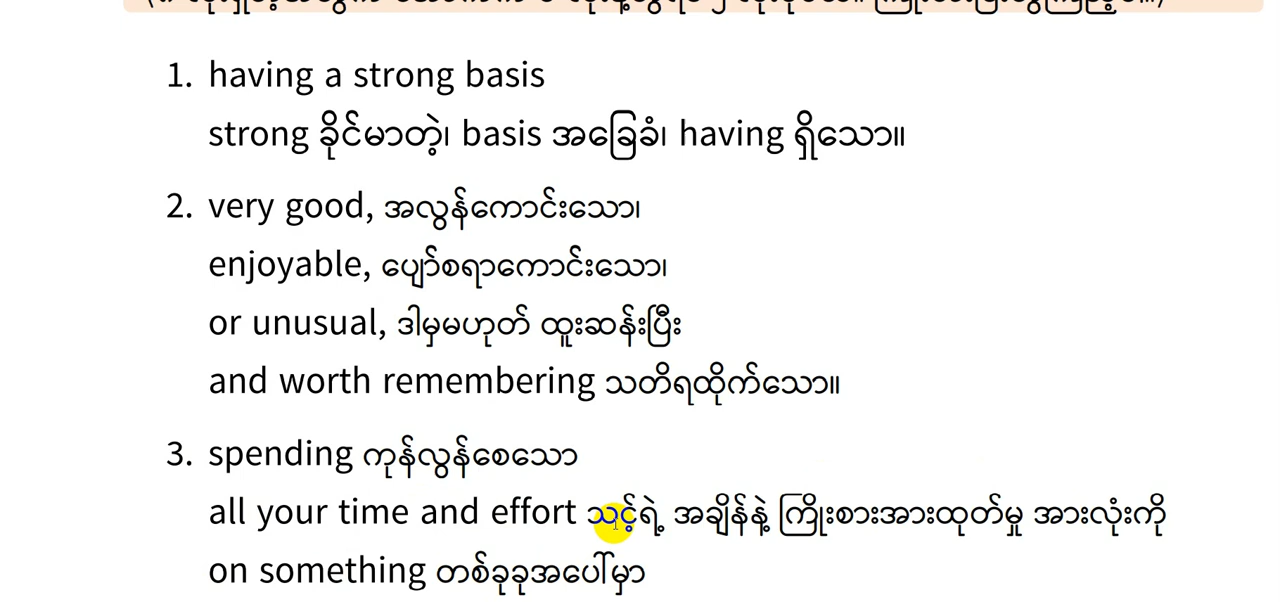 1. having a strong basis
strong ခိုင်မာတဲ့၊ basis အခြေခံ၊ having ရှိသော။
2. very good, အလွန်ကောင်းသော၊
enjoyable, ပျော်စရာကောင်းသော၊
or unusual, ဒါမှမဟုတ် ထူးဆန်းပြီး
and worth remembering သတိရထိုက်သော။
3. spending ကုန်လွန်စေသော
all your time and effort သင့်ရဲ့ အချိန်နဲ့ ကြိုးစားအားထုတ်မှု အားလုံးကို
on something တစ်ခုခုအပေါ်မှာ